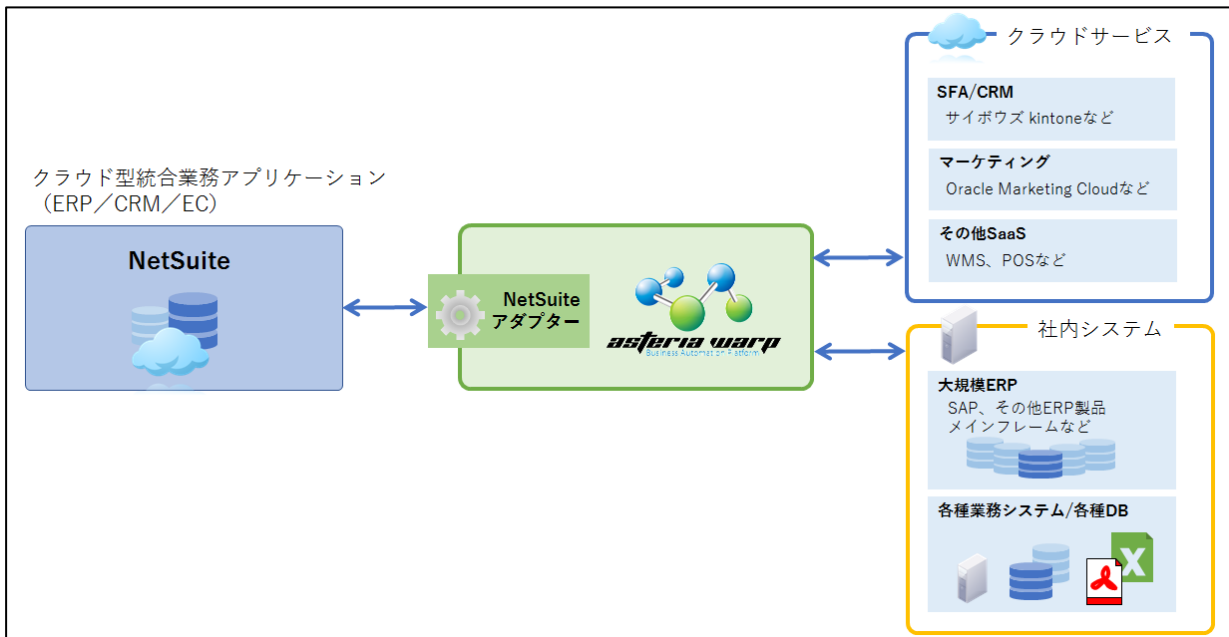 クラウド型統合業務アプリケーション
（ERP／CRM／EC）
NetSuite
NetSuite
アダプター
asteria warp
Business Automation Platform
クラウドサービス
SFA/CRM
サイボウズ kintoneなど
マーケティング
Oracle Marketing Cloudなど
その他SaaS
WMS、POSなど
社内システム
大規模ERP
SAP、その他ERP製品
メインフレームなど
各種業務システム/各種DB
X